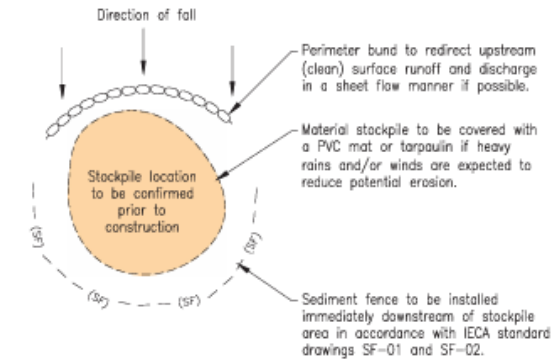 Direction of fall
Perimeter bund to redirect upstream
(clean) surface runoff and discharge
in a sheet flow manner if possible.
Material stockpile to be covered with
a PVC mat or tarpaulin if heavy
rains and/or winds are expected to
reduce potential erosion.
Stockpile location
to be confirmed
prior to
construction
(SF)
(SF)
(SF)
(SF)
Sediment fence to be installed
immediately downstream of stockpile
area in accordance with IECA standard
drawings SF-01 and SF-02.